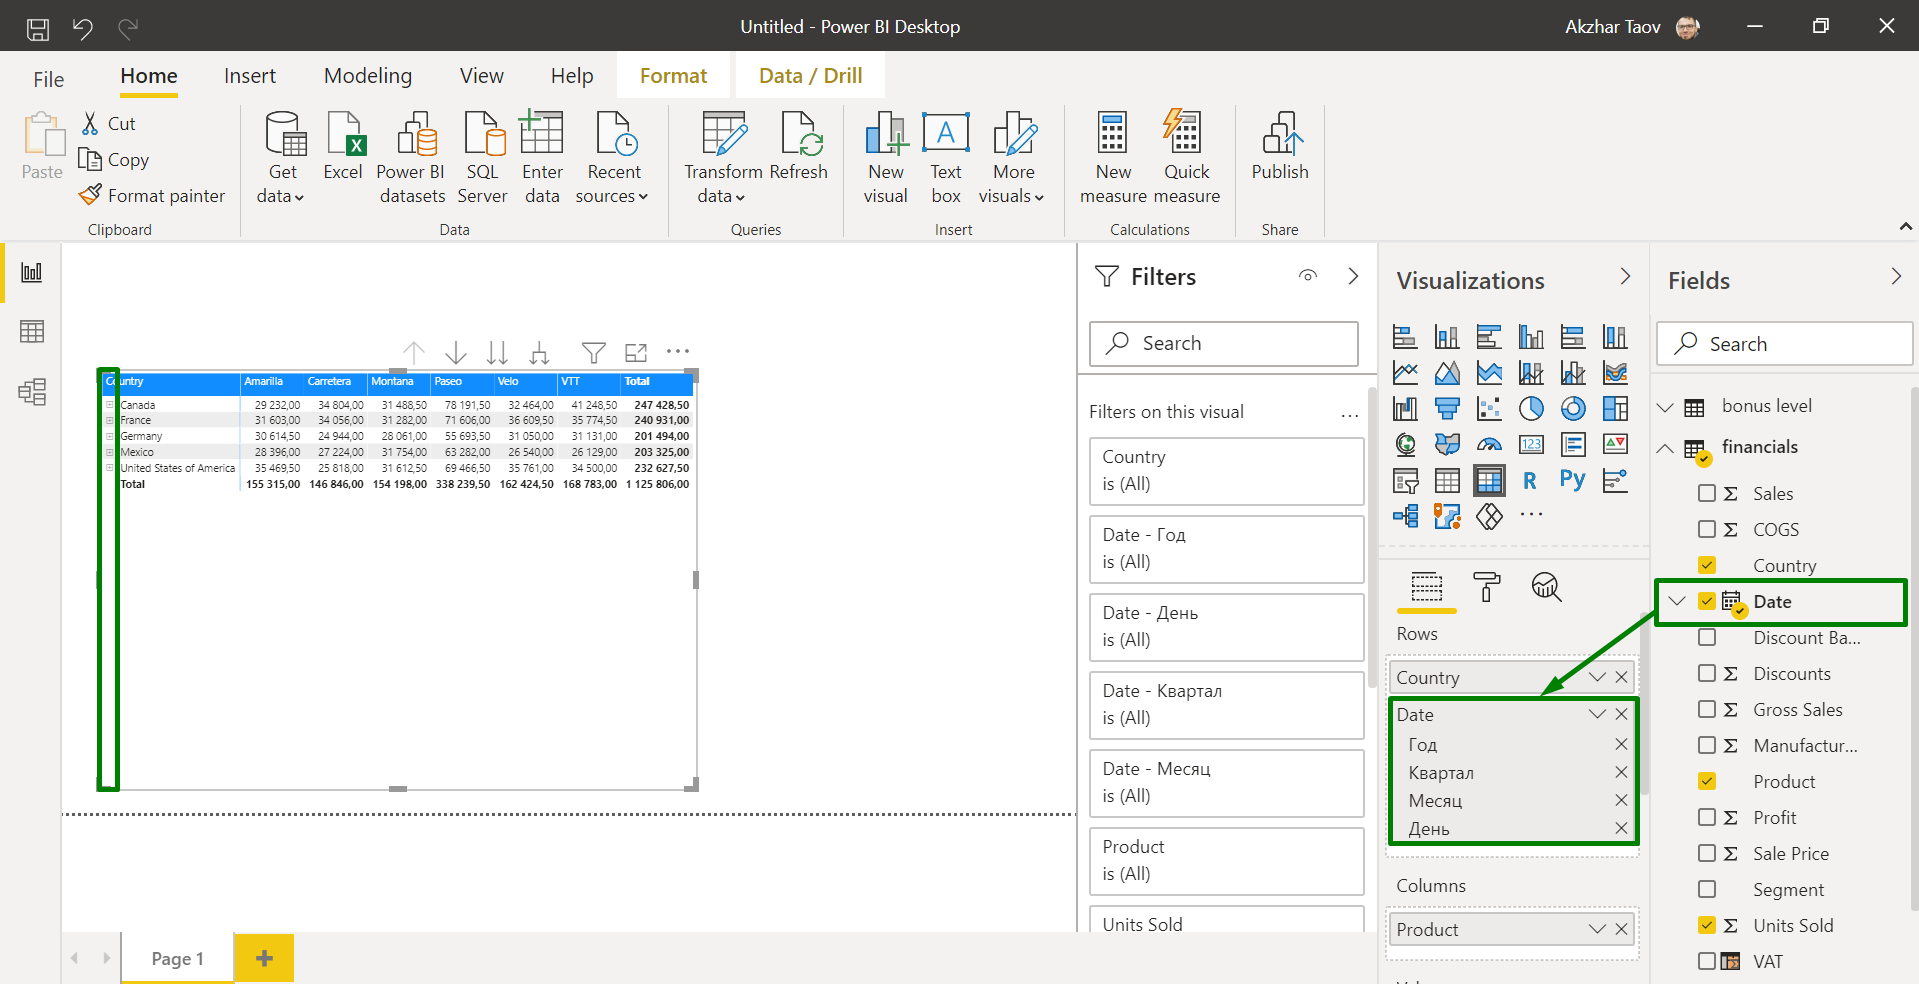 Untitled - Power BI Desktop
Akzhar Taov
File
Home
Insert
Modeling
View
Help
Format
Data / Drill
Paste
Cut
Copy
Format painter
Clipboard
Get
data
Excel
Power BI
datasets
SQL
Server
Enter
data
Recent
sources
Data
Transform
data
Refresh
Queries
New
visual
Text
box
More
visuals
Insert
New
measure
Quick
measure
Calculations
Publish
Share
Country Amarilla Carretera Montana Paseo Velo VTT Total
Canada 29 232,00 34 804,00 31 488,50 78 191,50 32 464,00 41 248,50 247 428,50
France 31 603,00 34 056,00 31 282,00 71 606,00 36 609,50 35 774,50 240 931,00
Germany 30 614,50 24 944,00 28 061,00 55 693,50 31 050,00 31 131,00 201 494,00
Mexico 28 396,00 27 224,00 31 754,00 63 282,00 26 540,00 26 129,00 203 325,00
United States of America 35 469,50 25 818,00 31 612,50 69 466,50 35 761,00 34 500,00 232 627,50
Total 155 315,00 146 846,00 154 198,00 338 239,50 162 424,50 168 783,00 1 125 806,00
Page 1
Filters
Search
Filters on this visual
Country
is (All)
Date - Год
is (All)
Date - День
is (All)
Date - Квартал
is (All)
Date - Месяц
is (All)
Product
is (All)
Units Sold
Visualizations
123
R
Py
Rows
Country
Date
Год
Квартал
Месяц
День
Columns
Product
Fields
Search
bonus level
financials
Sales
COGS
Country
Date
Discount Ba...
Discounts
Gross Sales
Manufactur...
Product
Profit
Sale Price
Segment
Units Sold
VAT